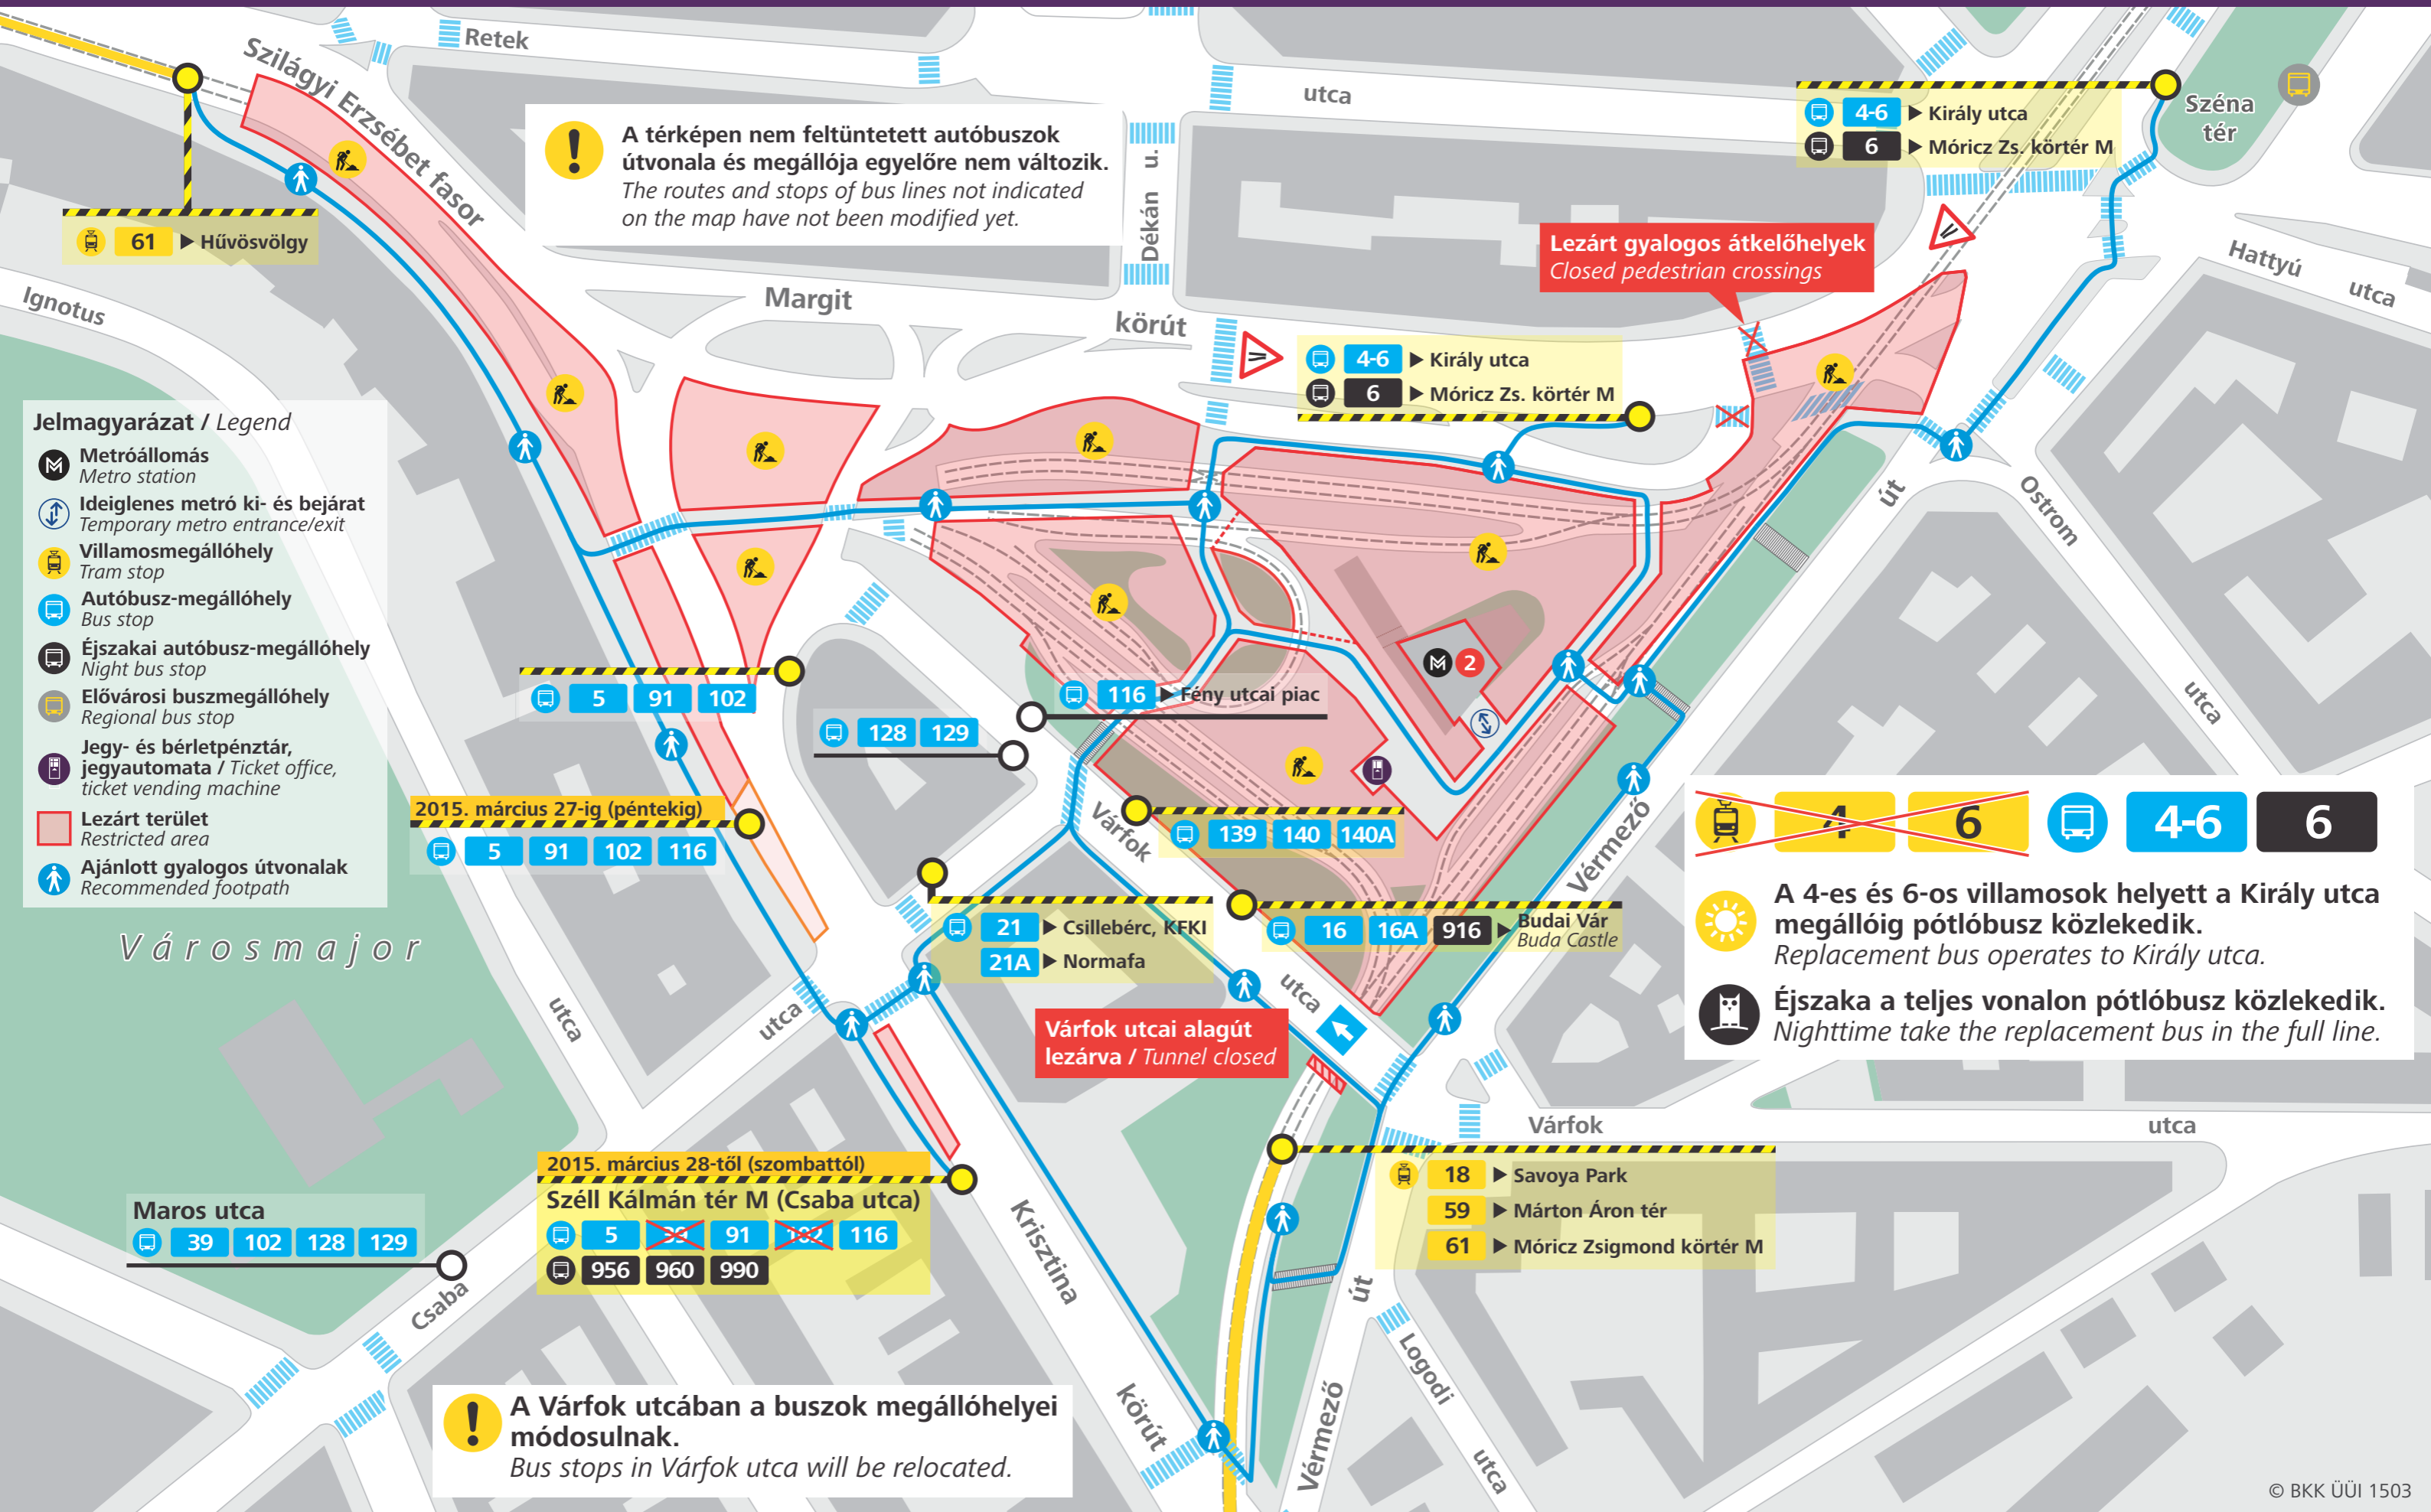 Retek
Szilágyi Erzsébet fasor
utca
Széna
tér
4-6 ▶ Király utca
6 ▶ Móricz Zs. körtér M
! A térképen nem feltüntetett autóbuszok
útvonala és megállója egyelőre nem változik.
The routes and stops of bus lines not indicated
on the map have not been modified yet.
Dékán u.
61 ▶ Hűvösvölgy
Lezárt gyalogos átkelőhelyek
Closed pedestrian crossings
Hattyú
utca
Ignotus
Margit
körút
4-6 ▶ Király utca
6 ▶ Móricz Zs. körtér M
Jelmagyarázat / Legend
M Metróállomás
Metro station
Ideiglenes metró ki- és bejárat
Temporary metro entrance/exit
Villamosmegállóhely
Tram stop
Autóbusz-megállóhely
Bus stop
Éjszakai autóbusz-megállóhely
Night bus stop
Elővárosi buszmegállóhely
Regional bus stop
Jegy- és bérletpénztár,
jegyautomata / Ticket office,
ticket vending machine
Lezárt terület
Restricted area
Ajánlott gyalogos útvonalak
Recommended footpath
út
Ostrom
utca
M 2
5 91 102
116 ▶ Fény utcai piac
128 129
2015. március 27-ig (péntekig)
5 91 102 116
Várfok
139 140 140A
Vérmező
4 6 4-6 6
A 4-es és 6-os villamosok helyett a Király utca
megállóig pótlóbusz közlekedik.
Replacement bus operates to Király utca.
Éjszaka a teljes vonalon pótlóbusz közlekedik.
Nighttime take the replacement bus in the full line.
21 ▶ Csillebérc, KFKI
21A ▶ Normafa
16 16A 916 ▶ Budai Vár
Buda Castle
Városmajor
utca
utca
utca
Várfok utcai alagút
lezárva / Tunnel closed
Várfok
utca
18 ▶ Savoya Park
59 ▶ Márton Áron tér
61 ▶ Móricz Zsigmond körtér M
2015. március 28-től (szombattól)
Széll Kálmán tér M (Csaba utca)
5 39 91 102 116
956 960 990
Maros utca
39 102 128 129
Csaba
Krisztina
körút
út
Vérmező
Logodi
utca
! A Várfok utcában a buszok megállóhelyei
módosulnak.
Bus stops in Várfok utca will be relocated.
© BKK ÜÜI 1503